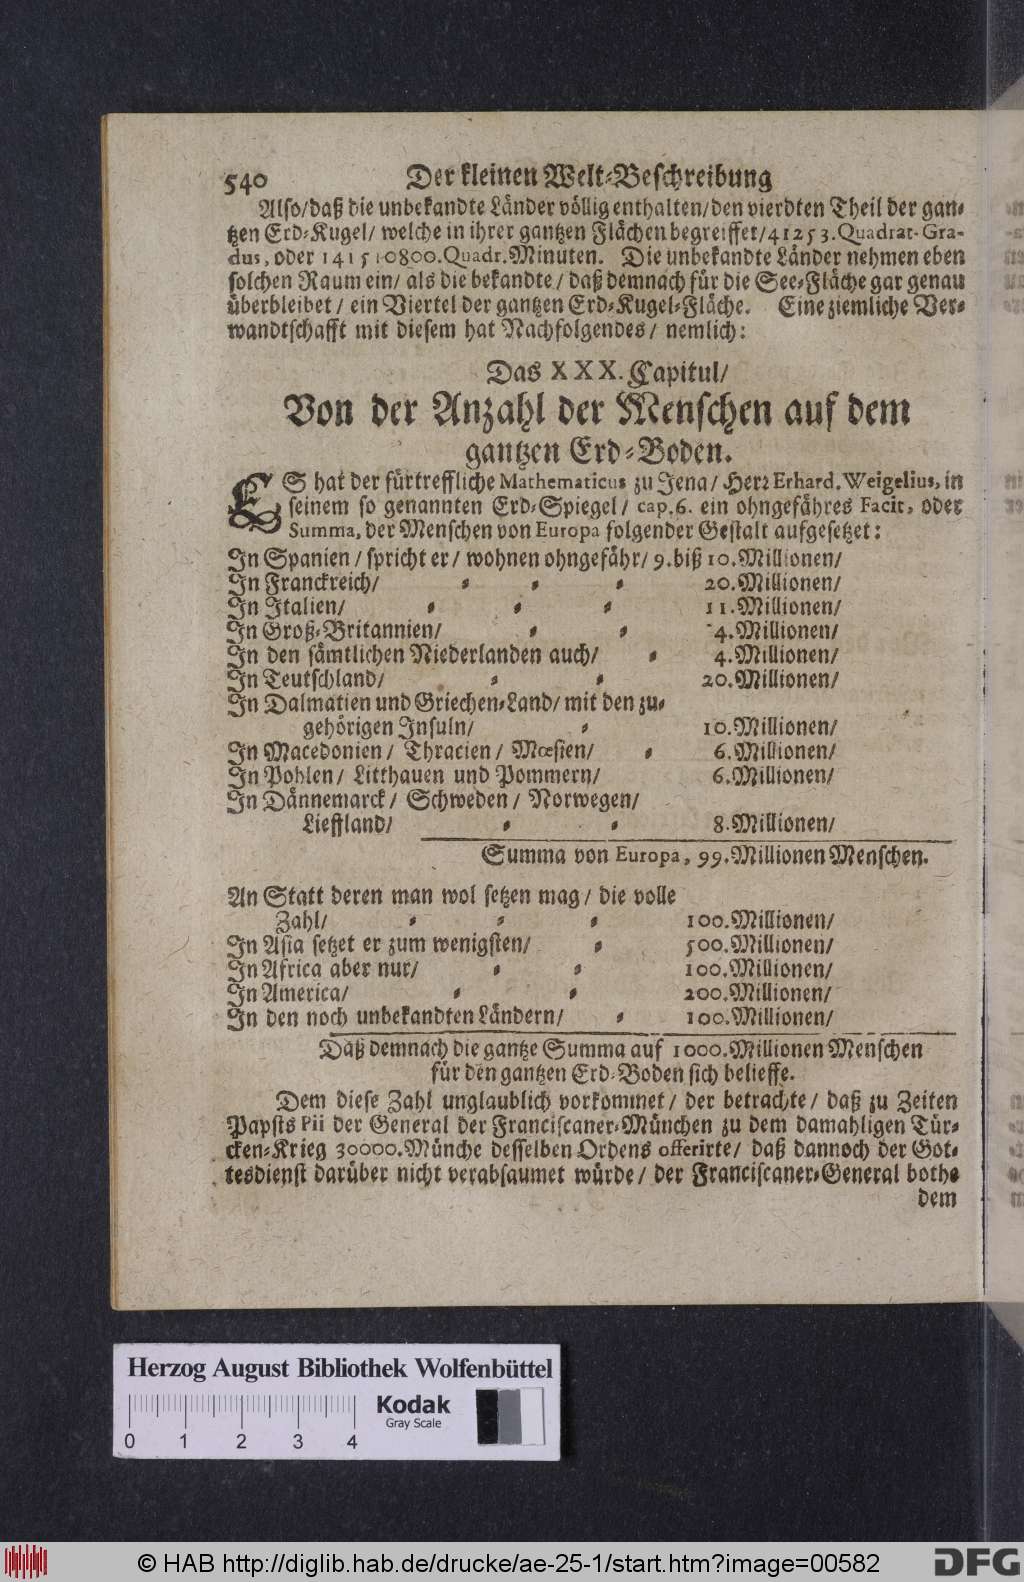 540 Der kleinen Welt-Beschreibung
Also/daß die unbekandte Länder völlig enthalten/den vierdten Theil der gan-
tzen Erd-Kugel/ welche in ihrer gantzen Flächen begreiffet/41253.Quadrat-Gra-
dus, oder 141510800.Quadr.Minuten. Die unbekandte Länder nehmen eben
solchen Raum ein/ als die bekandte/ daß demnach für die See-Fläche gar genau
überbleibet/ ein Viertel der gantzen Erd-Kugel-Fläche. Eine ziemliche Ver-
wandtschafft mit diesem hat Nachfolgendes/ nemlich:
Das XXX. Capitul/
Von der Anzahl der Menschen auf dem
gantzen Erd-Boden.
ES hat der fürtreffliche Mathematicus zu Jena/ Herr Erhard. Weigelius, in
seinem so genannten Erd-Spiegel/ cap.6. ein ohngefähres Facit, oder
Summa, der Menschen von Europa folgender Gestalt aufgesetzet:
In Spanien/ spricht er/ wohnen ohngefähr/ 9. biß 10. Millionen/
In Franckreich/ - - - 20. Millionen/
In Italien/ - - - 11. Millionen/
In Groß-Britannien/ - - 4. Millionen/
In den sämtlichen Niederlanden auch/ - 4. Millionen/
In Teutschland/ - - 20. Millionen/
In Dalmatien und Griechen-Land/ mit den zu-
gehörigen Insuln/ - 10. Millionen/
In Macedonien/ Thracien/ Mœsien/ - 6. Millionen/
In Pohlen/ Litthauen und Pommern/ 6. Millionen/
In Dännemarck/ Schweden/ Norwegen/
Lieffland/ - - 8. Millionen/
Summa von Europa, 99. Millionen Menschen.
An Statt deren man wol setzen mag/ die volle
Zahl/ - - - 100. Millionen/
In Asia setzet er zum wenigsten/ - 500. Millionen/
In Africa aber nur/ - - 100. Millionen/
In America/ - - 200. Millionen/
In den noch unbekandten Ländern/ - 100. Millionen/
Daß demnach die gantze Summa auf 1000. Millionen Menschen
für den gantzen Erd-Boden sich belieffe.
Dem diese Zahl unglaublich vorkommet/ der betrachte/ daß zu Zeiten
Papsts Pii der General der Franciscaner-München zu dem damahligen Tür-
cken-Krieg 30000. Münche desselben Ordens offerirte/ daß dannoch der Got-
tesdienst darüber nicht verabsaumet würde/ der Franciscaner-General bothe
dem
Herzog August Bibliothek Wolfenbüttel
Kodak
Gray Scale
0 1 2 3 4
© HAB http://diglib.hab.de/drucke/ae-25-1/start.htm?image=00582
DFG